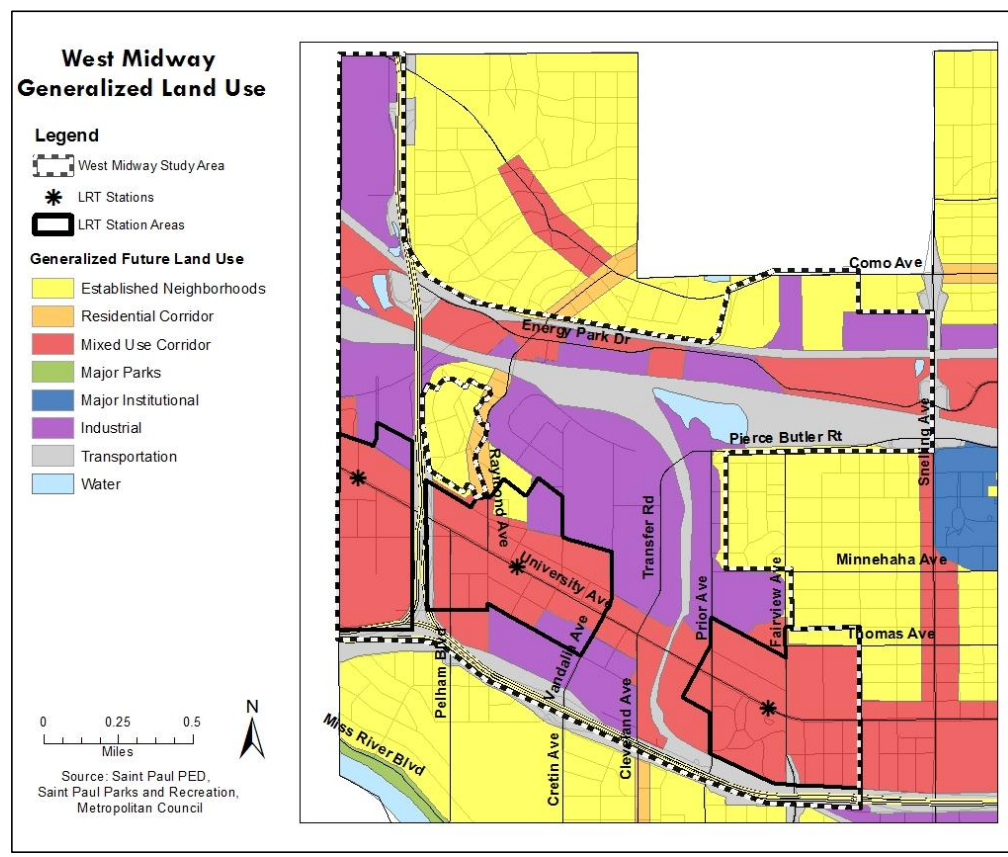 West Midway
Generalized Land Use
Legend
West Midway Study Area
LRT Stations
LRT Station Areas
Generalized Future Land Use
Established Neighborhoods
Residential Corridor
Mixed Use Corridor
Major Parks
Major Institutional
Industrial
Transportation
Water
0 0.25 0.5
Miles
N
Source: Saint Paul PED,
Saint Paul Parks and Recreation,
Metropolitan Council
Como Ave
Energy Park Dr
Pierce Butler Rt
Snelling Ave
Raymond Ave
Transfer Rd
Minnehaha Ave
University Ave
Prior Ave
Fairview Ave
Thomas Ave
Pelham Blvd
Vandalia Ave
Cleveland Ave
Cretin Ave
Miss River Blvd